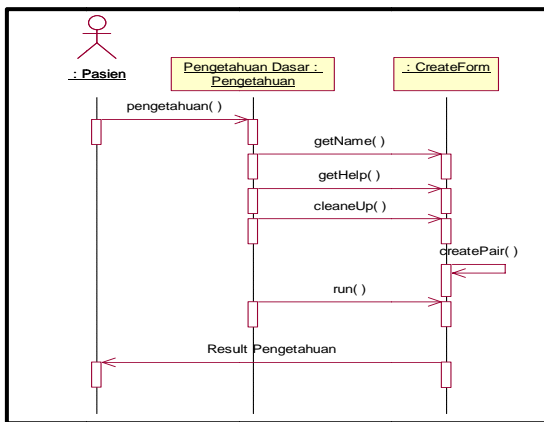 : Pasien
Pengetahuan Dasar :
Pengetahuan
: CreateForm
pengetahuan( )
getName( )
getHelp( )
cleaneUp( )
createPair( )
run( )
Result Pengetahuan